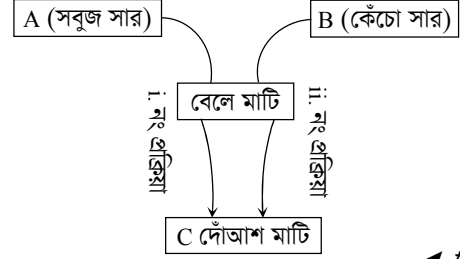 A (সবুজ সার)
B (কেঁচো সার)
বেলে মাটি
i. নং প্রক্রিয়া
ii. নং প্রক্রিয়া
C দোঁআশ মাটি